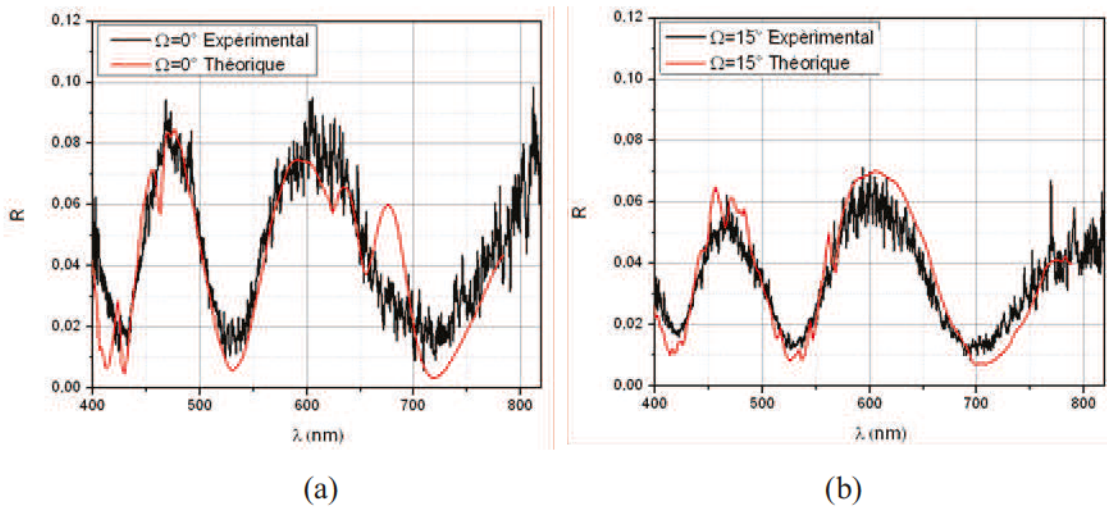 0.12
0.10
0.08
0.06
0.04
0.02
0.00
R
Ω=0° Expèrimental
Ω=0° Théorique
400 500 600 700 800
λ (nm)
(a)
0.12
0.10
0.08
0.06
0.04
0.02
0.00
R
Ω=15° Expèrimental
Ω=15° Théorique
400 500 600 700 800
λ (nm)
(b)